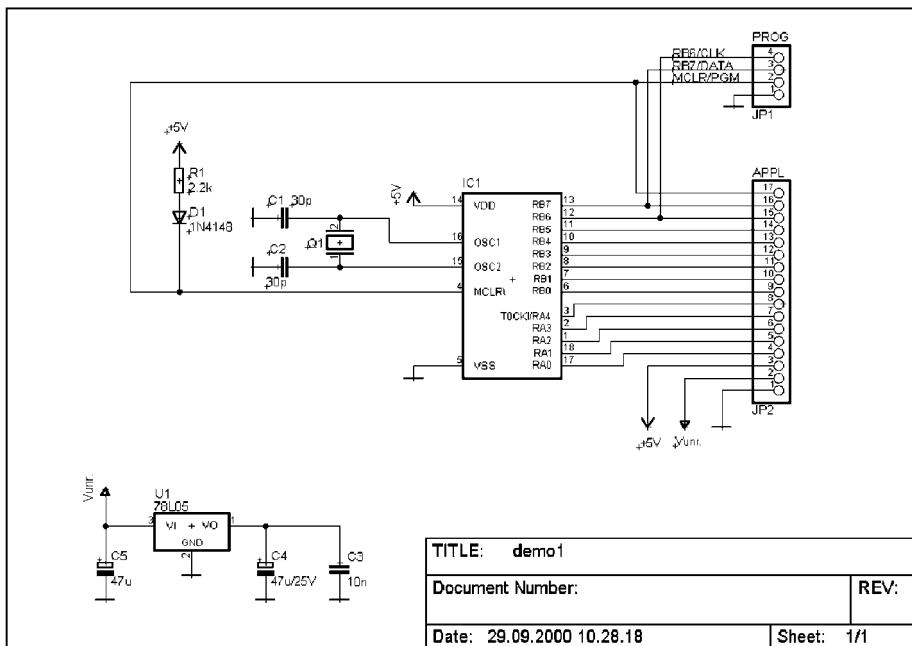 PROG
RB6/CLK 4
RB7/DATA 3
MCLR/PGM 2
1
JP1
+5V
R1
2.2k
D1
1N4148
C1 30p
C2
30p
Q1
2
1
+5V
IC1
14 VDD RB7 13
RB6 12
RB5 11
16 OSC1 RB4 10
RB3 9
15 OSC2 RB2 8
RB1 7
4 MCLR\ RB0 6
T0CKI/RA4 3
RA3 2
RA2 1
RA1 18
5 VSS RA0 17
APPL
17
16
15
14
13
12
11
10
9
8
7
6
5
4
3
2
1
JP2
+5V Vunr.
Vunr.
U1
78L05
3 VI + VO 1
GND
2
C5
47u
C4
47u/25V
C3
10n
TITLE: demo1
Document Number: REV:
Date: 29.09.2000 10.28.18 Sheet: 1/1